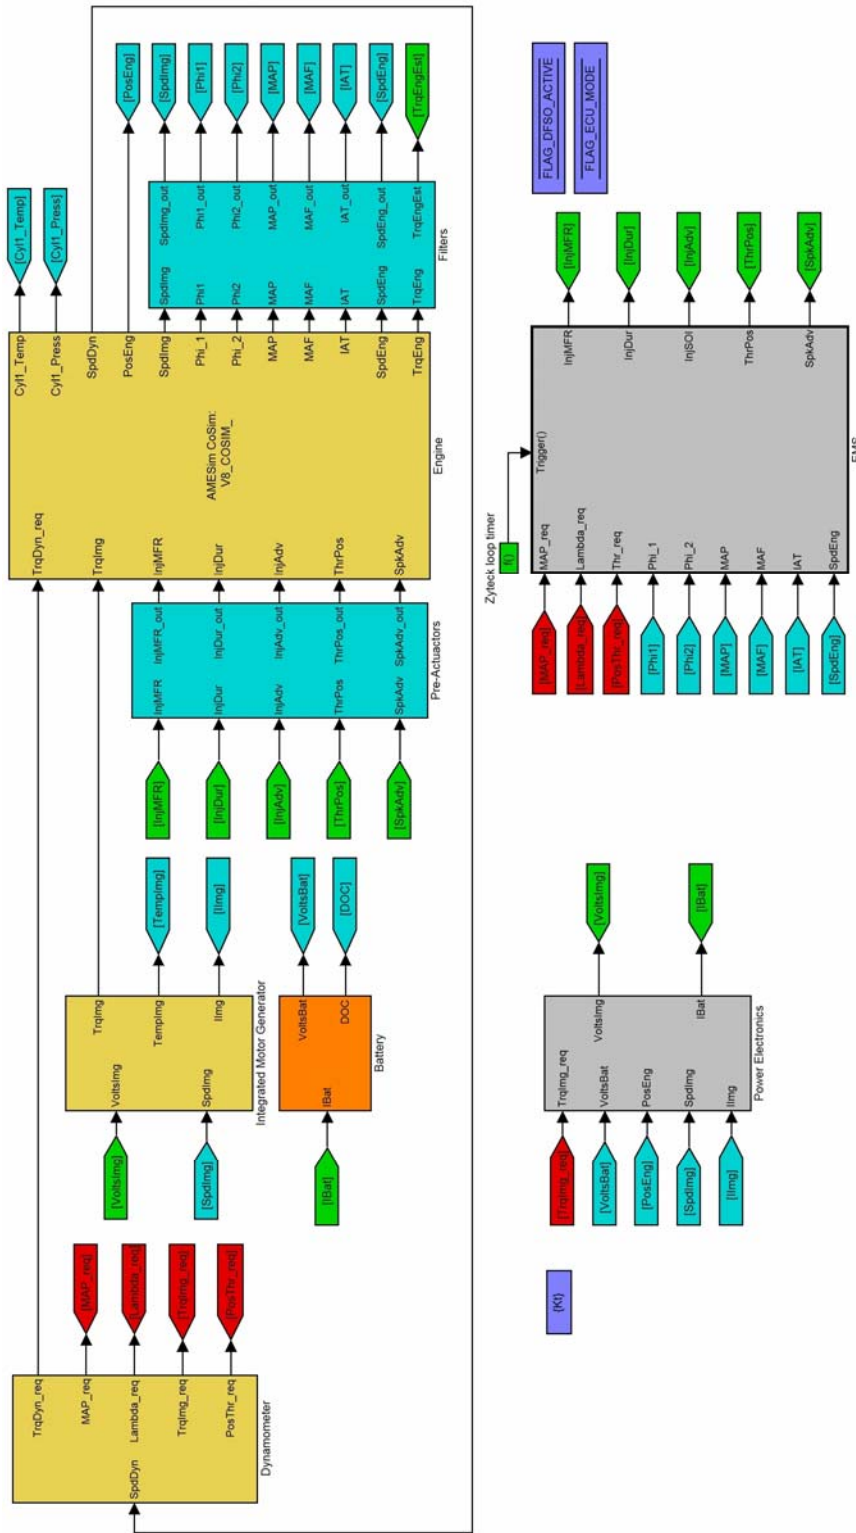 TrqDyn_req
MAP_req
SpdDyn
Lambda_req
TrqImg_req
PosThr_req
Dynamometer
[MAP_req]
[Lambda_req]
[TrqImg_req]
[PosThr_req]
[VoltsImg]
[SpdImg]
VoltsImg
SpdImg
TrqImg
TempImg
IImg
Integrated Motor Generator
[TempImg]
[IImg]
[IBat]
IBat
VoltsBat
DOC
Battery
[VoltsBat]
[DOC]
[InjMFR]
[InjDur]
[InjAdv]
[ThrPos]
[SpkAdv]
InjMFR
InjDur
InjAdv
ThrPos
SpkAdv
InjMFR_out
InjDur_out
InjAdv_out
ThrPos_out
SpkAdv_out
Pre-Actuactors
TrqDyn_req
TrqImg
InjMFR
InjDur
InjAdv
ThrPos
SpkAdv
AMESim CoSim:
V8_COSIM_
Cyl1_Temp
Cyl1_Press
SpdDyn
PosEng
SpdImg
Phi_1
Phi_2
MAP
MAF
IAT
SpdEng
TrqEng
Engine
[Cyl1_Temp]
[Cyl1_Press]
SpdImg
Phi1
Phi2
MAP
MAF
IAT
SpdEng
TrqEng
SpdImg_out
Phi1_out
Phi2_out
MAP_out
MAF_out
IAT_out
SpdEng_out
TrqEngEst
Filters
[PosEng]
[SpdImg]
[Phi1]
[Phi2]
[MAP]
[MAF]
[IAT]
[SpdEng]
[TrqEngEst]
{Kt}
[TrqImg_req]
[VoltsBat]
[PosEng]
[SpdImg]
[IImg]
TrqImg_req
VoltsBat
PosEng
SpdImg
IImg
VoltsImg
IBat
Power Electronics
[VoltsImg]
[IBat]
Zyteck loop timer
f()
[MAP_req]
[Lambda_req]
[PosThr_req]
[Phi1]
[Phi2]
[MAP]
[MAF]
[IAT]
[SpdEng]
Trigger()
MAP_req
Lambda_req
Thr_req
Phi_1
Phi_2
MAP
MAF
IAT
SpdEng
InjMFR
InjDur
InjSOI
ThrPos
SpkAdv
EMS
[InjMFR]
[InjDur]
[InjAdv]
[ThrPos]
[SpkAdv]
FLAG_DFSO_ACTIVE
FLAG_ECU_MODE